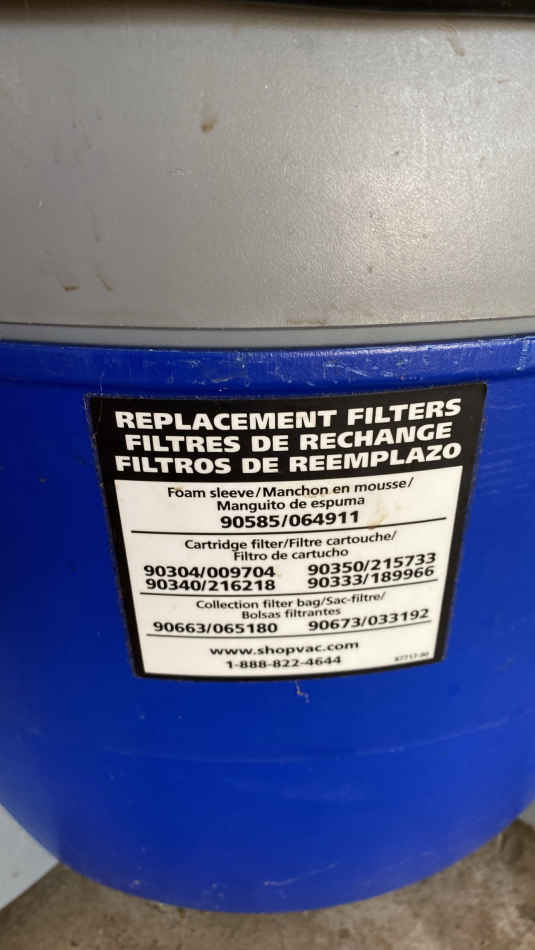 REPLACEMENT FILTERS
FILTRES DE RECHANGE
FILTROS DE REEMPLAZO
Foam sleeve/Manchon en mousse/
Manguito de espuma
90585/064911
Cartridge filter/Filtre cartouche/
Filtro de cartucho
90304/009704 90350/215733
90340/216218 90333/189966
Collection filter bag/Sac-filtre/
Bolsas filtrantes
90663/065180 90673/033192
www.shopvac.com
1-888-822-4644